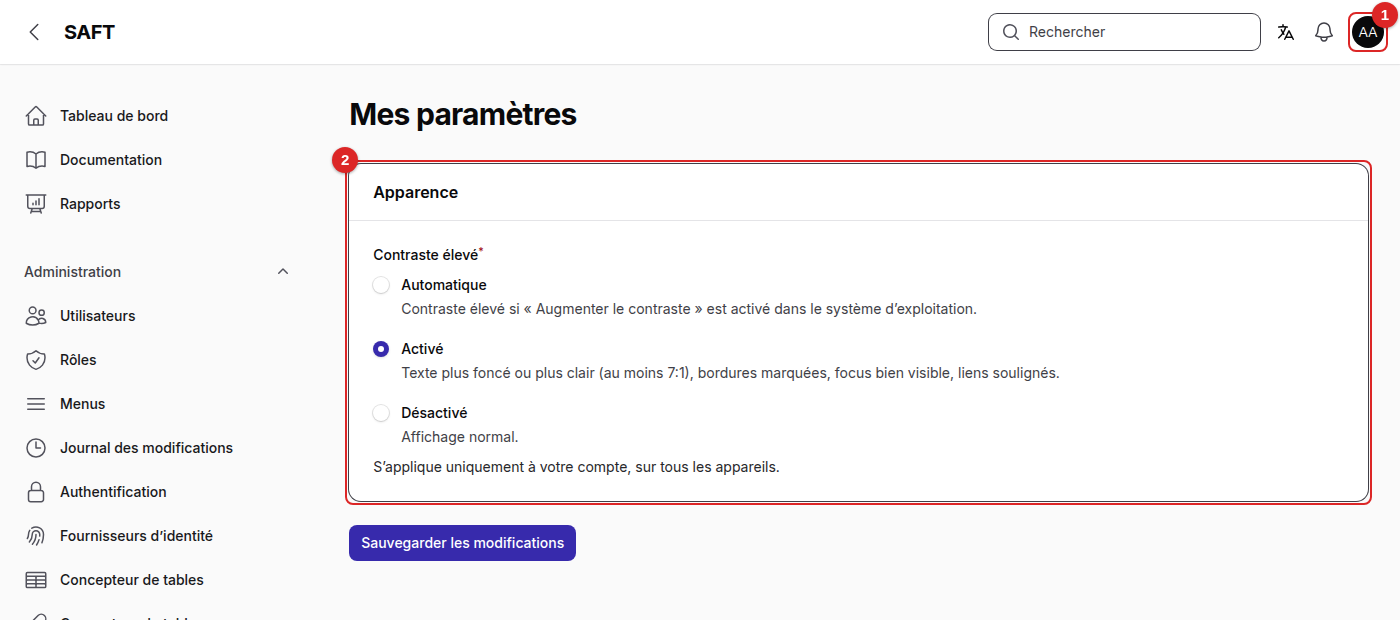 SAFT
Rechercher
AA
1
Tableau de bord
Documentation
Rapports
Administration
Utilisateurs
Rôles
Menus
Journal des modifications
Authentification
Fournisseurs d’identité
Concepteur de tables
Mes paramètres
2
Apparence
Contraste élevé*
Automatique
Contraste élevé si « Augmenter le contraste » est activé dans le système d’exploitation.
Activé
Texte plus foncé ou plus clair (au moins 7:1), bordures marquées, focus bien visible, liens soulignés.
Désactivé
Affichage normal.
S’applique uniquement à votre compte, sur tous les appareils.
Sauvegarder les modifications